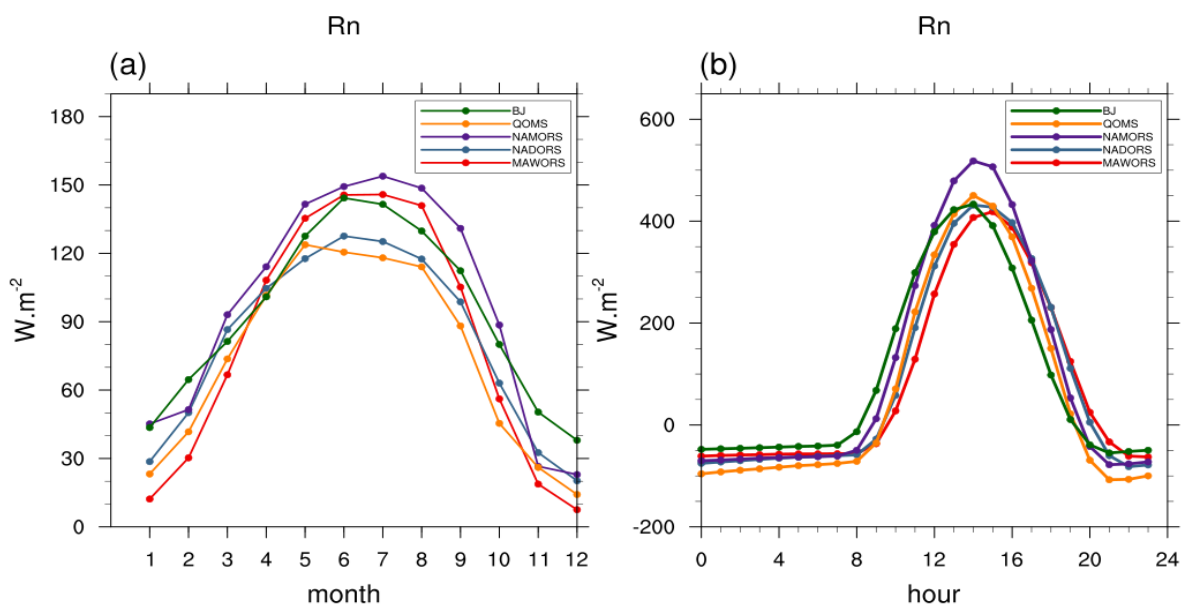 Rn
(a)
W.m-2
180
150
120
90
60
30
0
1 2 3 4 5 6 7 8 9 10 11 12
month
BJ
QOMS
NAMORS
NADORS
MAWORS
Rn
(b)
W.m-2
600
400
200
0
-200
0 4 8 12 16 20 24
hour
BJ
QOMS
NAMORS
NADORS
MAWORS